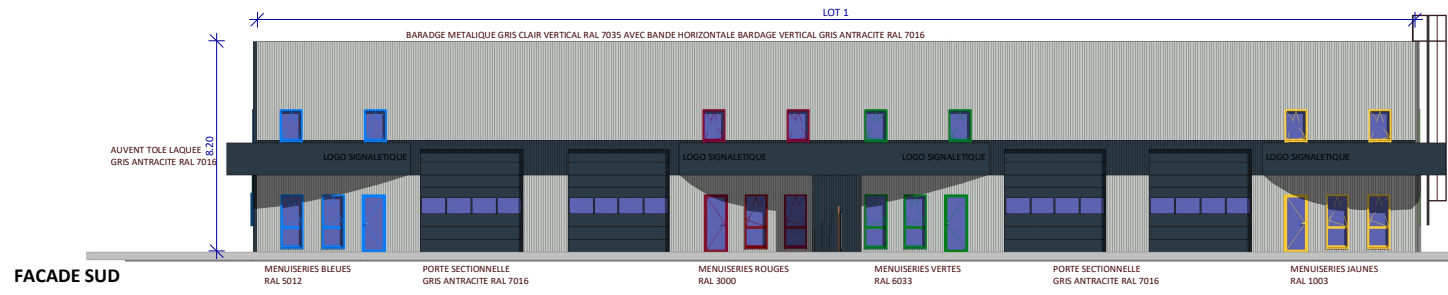 LOT 1
BARADGE METALIQUE GRIS CLAIR VERTICAL RAL 7035 AVEC BANDE HORIZONTALE BARDAGE VERTICAL GRIS ANTRACITE RAL 7016
8.20
AUVENT TOLE LAQUEE
GRIS ANTRACITE RAL 7016
LOGO SIGNALETIQUE
LOGO SIGNALETIQUE
LOGO SIGNALETIQUE
LOGO SIGNALETIQUE
FACADE SUD
MENUISERIES BLEUES
RAL 5012
PORTE SECTIONNELLE
GRIS ANTRACITE RAL 7016
MENUISERIES ROUGES
RAL 3000
MENUISERIES VERTES
RAL 6033
PORTE SECTIONNELLE
GRIS ANTRACITE RAL 7016
MENUISERIES JAUNES
RAL 1003